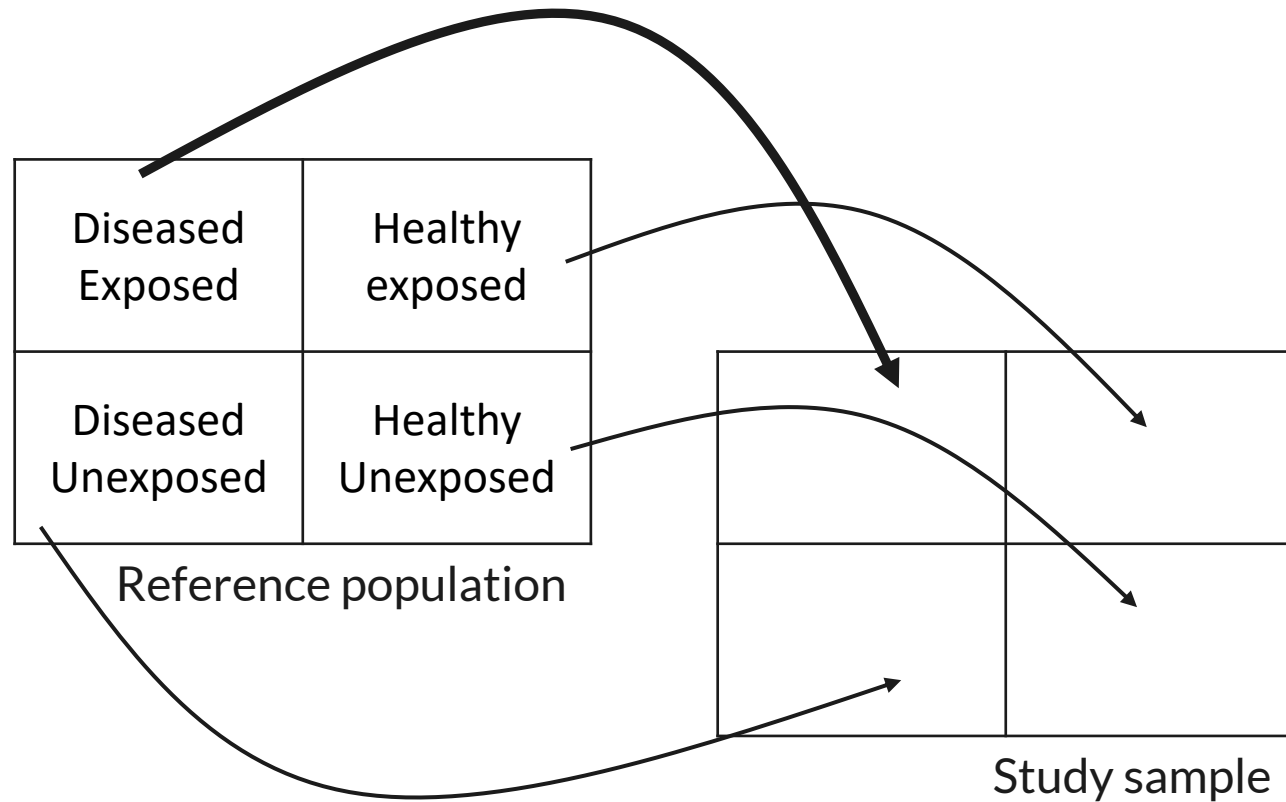 Diseased
Exposed
Healthy
exposed
Diseased
Unexposed
Healthy
Unexposed
Reference population
Study sample